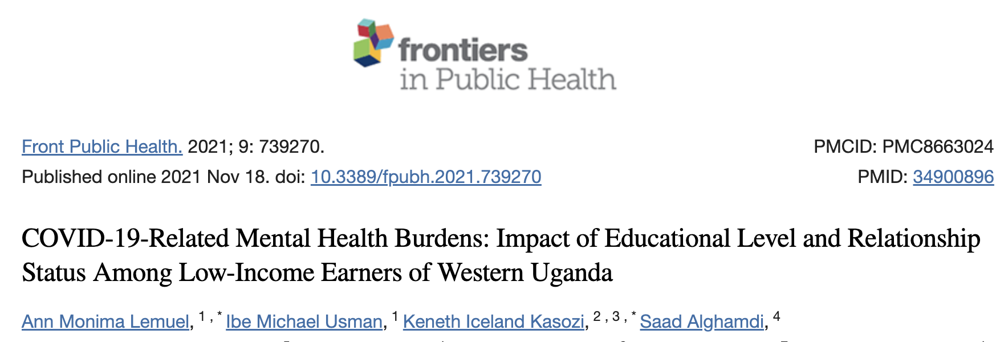 frontiers
in Public Health
Front Public Health. 2021; 9: 739270.
PMCID: PMC8663024
Published online 2021 Nov 18. doi: 10.3389/fpubh.2021.739270
PMID: 34900896
COVID-19-Related Mental Health Burdens: Impact of Educational Level and Relationship
Status Among Low-Income Earners of Western Uganda
Ann Monima Lemuel, 1 , * Ibe Michael Usman, 1 Keneth Iceland Kasozi, 2 , 3 , * Saad Alghamdi, 4